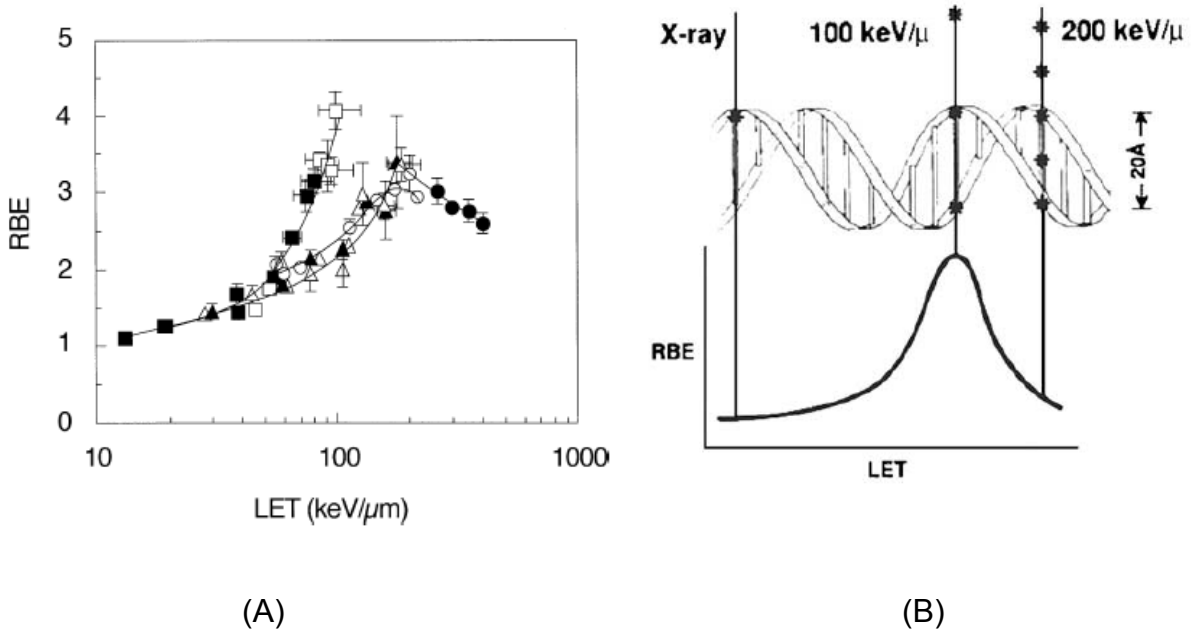 5
4
3
2
1
0
RBE
10
100
1000
LET (keV/μm)
(A)
X-ray
100 keV/μ
200 keV/μ
20Å
RBE
LET
(B)